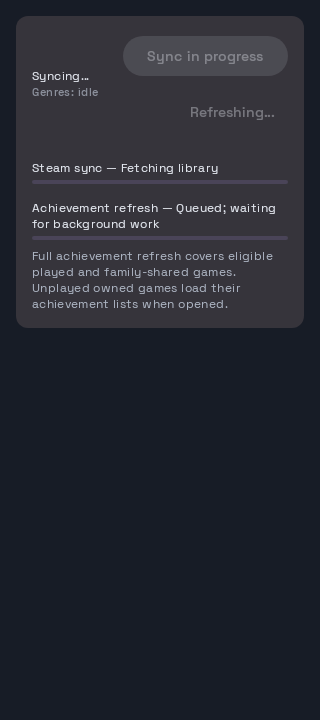 Sync in progress
Syncing...
Genres: idle
Refreshing...
Steam sync — Fetching library
Achievement refresh — Queued; waiting
for background work
Full achievement refresh covers eligible
played and family-shared games.
Unplayed owned games load their
achievement lists when opened.